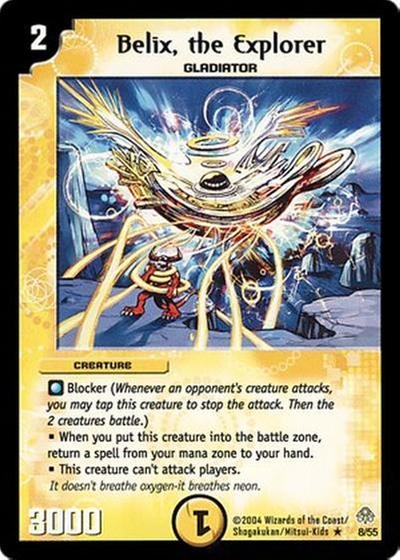 2
Belix, the Explorer
GLADIATOR
CREATURE
Blocker (Whenever an opponent's creature attacks,
you may tap this creature to stop the attack. Then the
2 creatures battle.)
▪ When you put this creature into the battle zone,
return a spell from your mana zone to your hand.
▪ This creature can't attack players.
It doesn't breathe oxygen-it breathes neon.
3000
1
©2004 Wizards of the Coast/
Shogakukan/Mitsui-Kids ★ 8/55